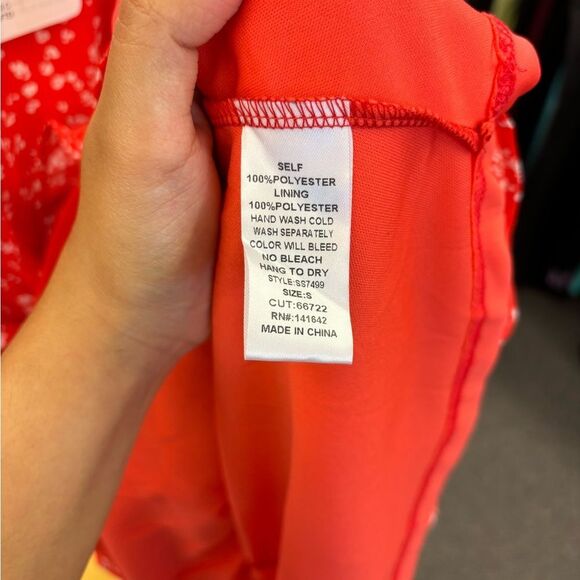 SELF
100%POLYESTER
LINING
100%POLYESTER
HAND WASH COLD
WASH SEPARATELY
COLOR WILL BLEED
NO BLEACH
HANG TO DRY
STYLE:SS7499
SIZE:S
CUT:66722
RN#:141642
MADE IN CHINA